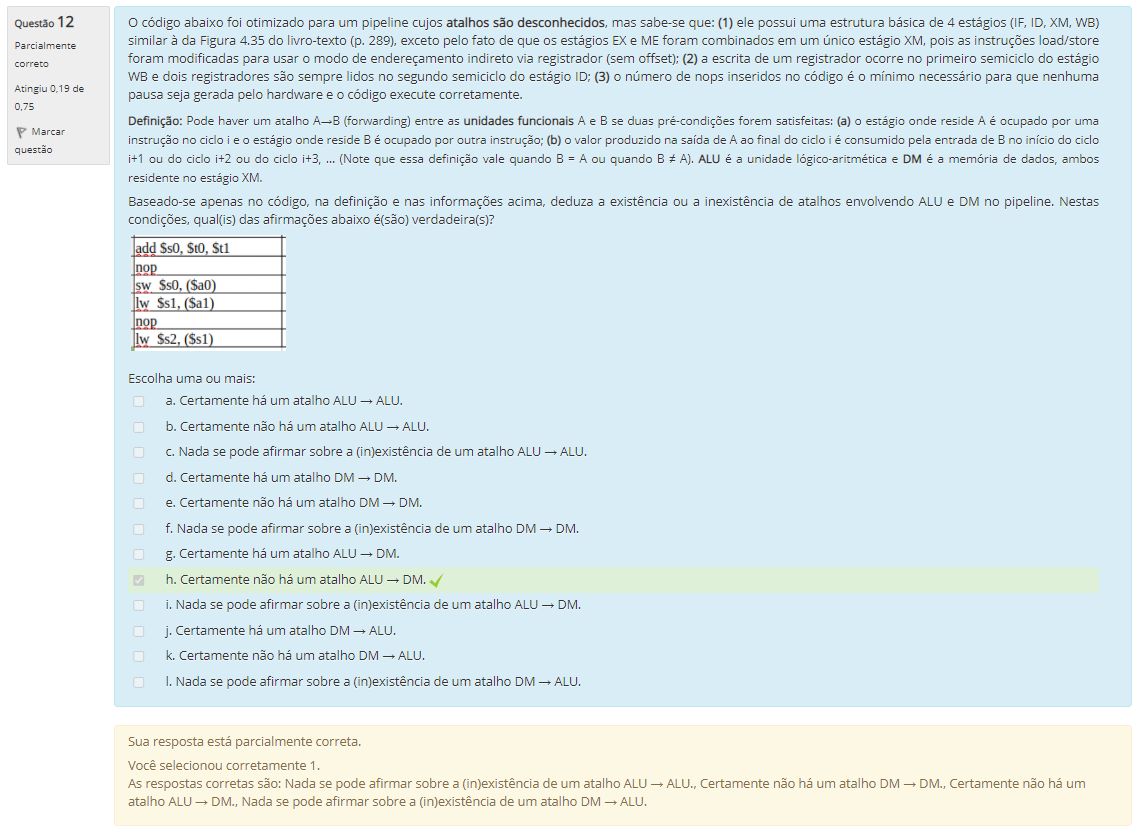 Questão 12
Parcialmente
correto
Atingiu 0,19 de
0,75
Marcar
questão
O código abaixo foi otimizado para um pipeline cujos atalhos são desconhecidos, mas sabe-se que: (1) ele possui uma estrutura básica de 4 estágios (IF, ID, XM, WB)
similar à da Figura 4.35 do livro-texto (p. 289), exceto pelo fato de que os estágios EX e ME foram combinados em um único estágio XM, pois as instruções load/store
foram modificadas para usar o modo de endereçamento indireto via registrador (sem offset); (2) a escrita de um registrador ocorre no primeiro semiciclo do estágio
WB e dois registradores são sempre lidos no segundo semiciclo do estágio ID; (3) o número de nops inseridos no código é o mínimo necessário para que nenhuma
pausa seja gerada pelo hardware e o código execute corretamente.
Definição: Pode haver um atalho A→B (forwarding) entre as unidades funcionais A e B se duas pré-condições forem satisfeitas: (a) o estágio onde reside A é ocupado por uma
instrução no ciclo i e o estágio onde reside B é ocupado por outra instrução; (b) o valor produzido na saída de A ao final do ciclo i é consumido pela entrada de B no início do ciclo
i+1 ou do ciclo i+2 ou do ciclo i+3, ... (Note que essa definição vale quando B = A ou quando B ≠ A). ALU é a unidade lógico-aritmética e DM é a memória de dados, ambos
residente no estágio XM.
Baseado-se apenas no código, na definição e nas informações acima, deduza a existência ou a inexistência de atalhos envolvendo ALU e DM no pipeline. Nestas
condições, qual(is) das afirmações abaixo é(são) verdadeira(s)?
add $s0, $t0, $t1
nop
sw $s0, ($a0)
lw $s1, ($a1)
nop
lw $s2, ($s1)
Escolha uma ou mais:
a. Certamente há um atalho ALU → ALU.
b. Certamente não há um atalho ALU → ALU.
c. Nada se pode afirmar sobre a (in)existência de um atalho ALU → ALU.
d. Certamente há um atalho DM → DM.
e. Certamente não há um atalho DM → DM.
f. Nada se pode afirmar sobre a (in)existência de um atalho DM → DM.
g. Certamente há um atalho ALU → DM.
h. Certamente não há um atalho ALU → DM.
i. Nada se pode afirmar sobre a (in)existência de um atalho ALU → DM.
j. Certamente há um atalho DM → ALU.
k. Certamente não há um atalho DM → ALU.
l. Nada se pode afirmar sobre a (in)existência de um atalho DM → ALU.
Sua resposta está parcialmente correta.
Você selecionou corretamente 1.
As respostas corretas são: Nada se pode afirmar sobre a (in)existência de um atalho ALU → ALU., Certamente não há um atalho DM → DM., Certamente não há um
atalho ALU → DM., Nada se pode afirmar sobre a (in)existência de um atalho DM → ALU.